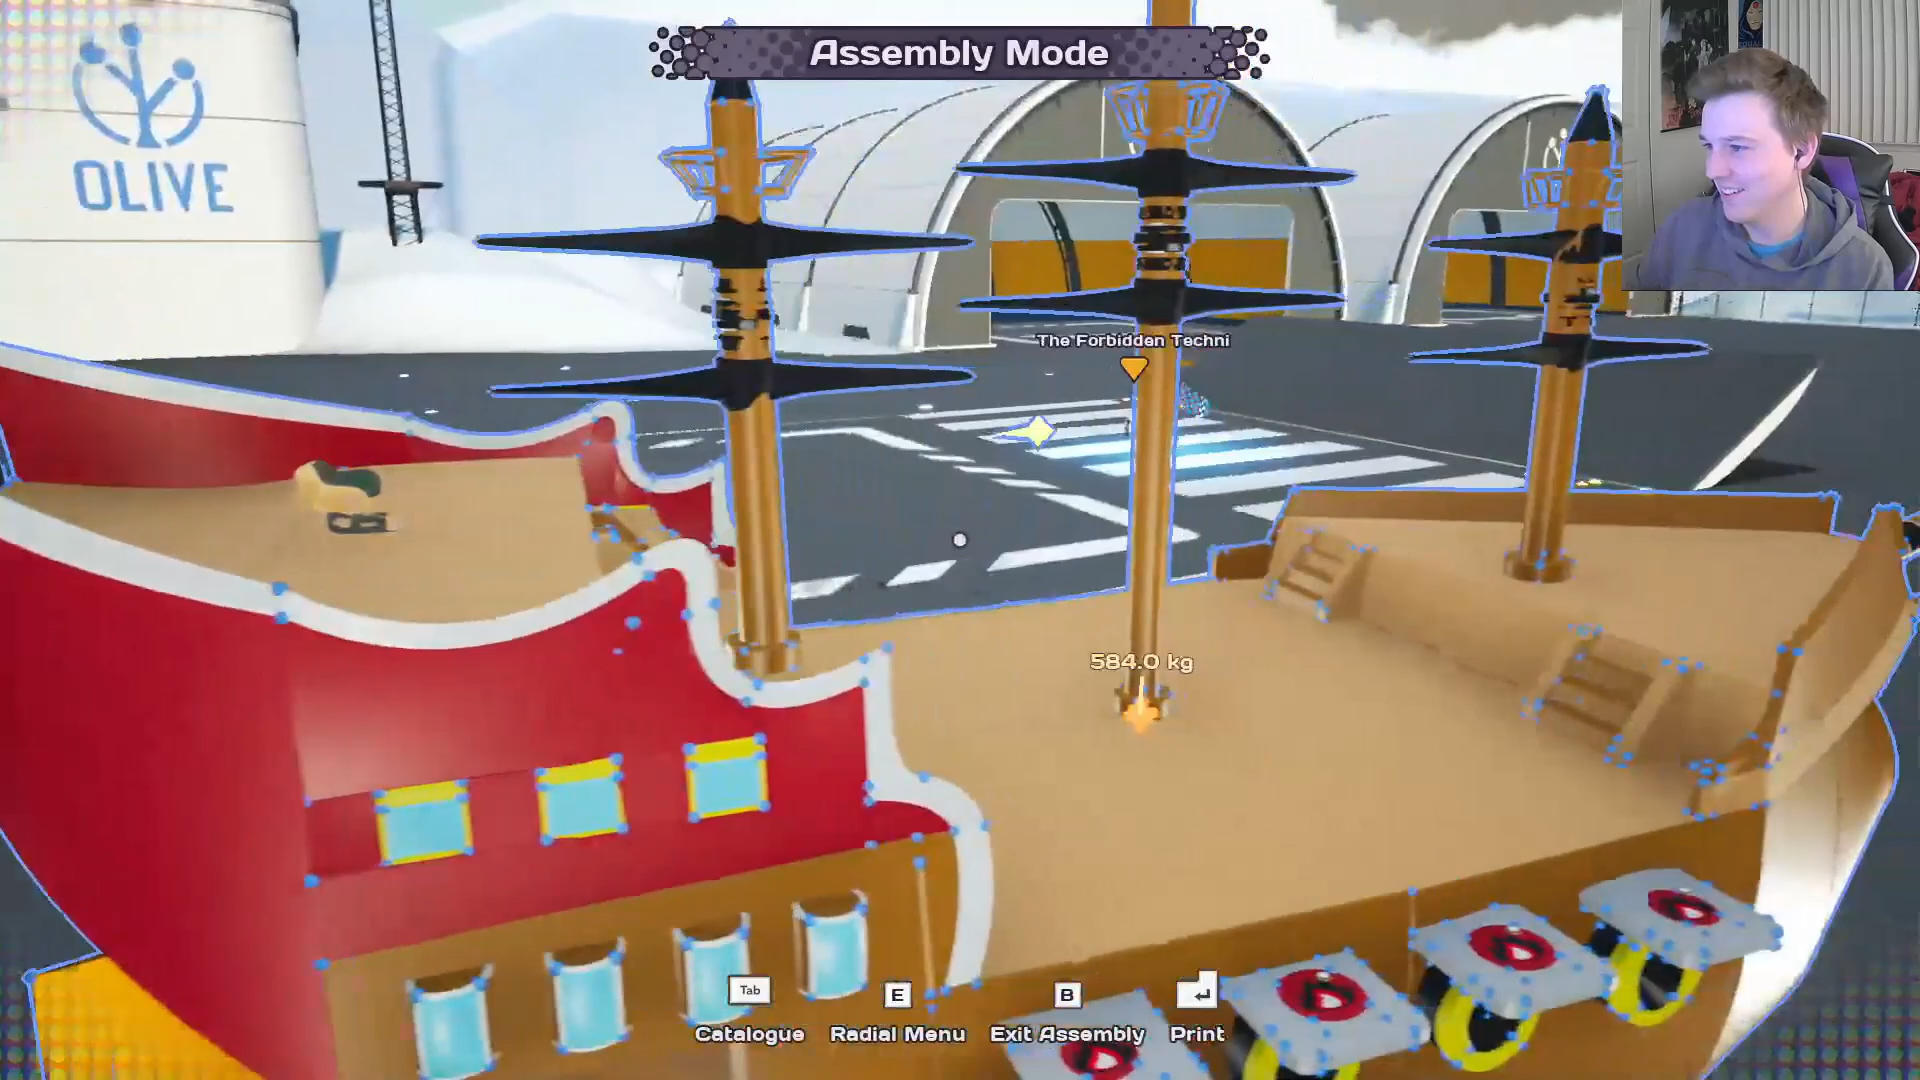 Assembly Mode
OLIVE
The Forbidden Techni
584.0 kg
Tab
E
B
Catalogue
Radial Menu
Exit Assembly
Print